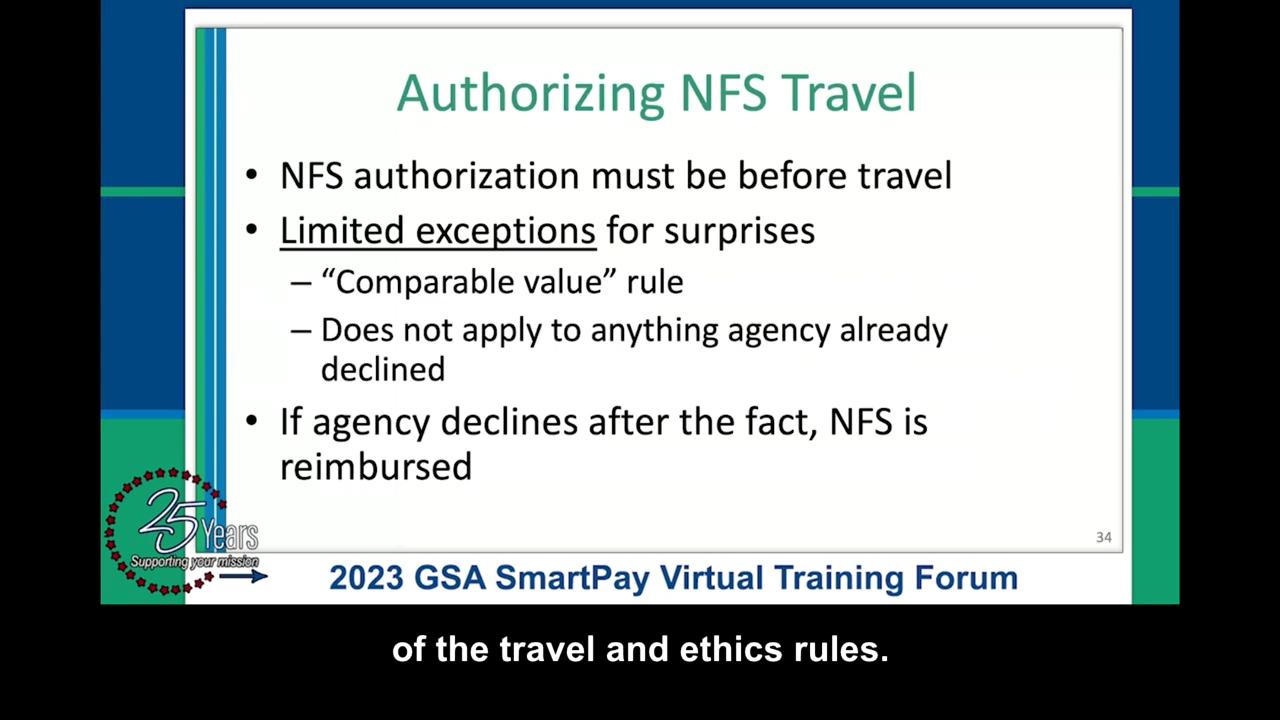 Authorizing NFS Travel
• NFS authorization must be before travel
• Limited exceptions for surprises
– “Comparable value” rule
– Does not apply to anything agency already
declined
• If agency declines after the fact, NFS is
reimbursed
34
25 Years
Supporting your mission
2023 GSA SmartPay Virtual Training Forum
of the travel and ethics rules.